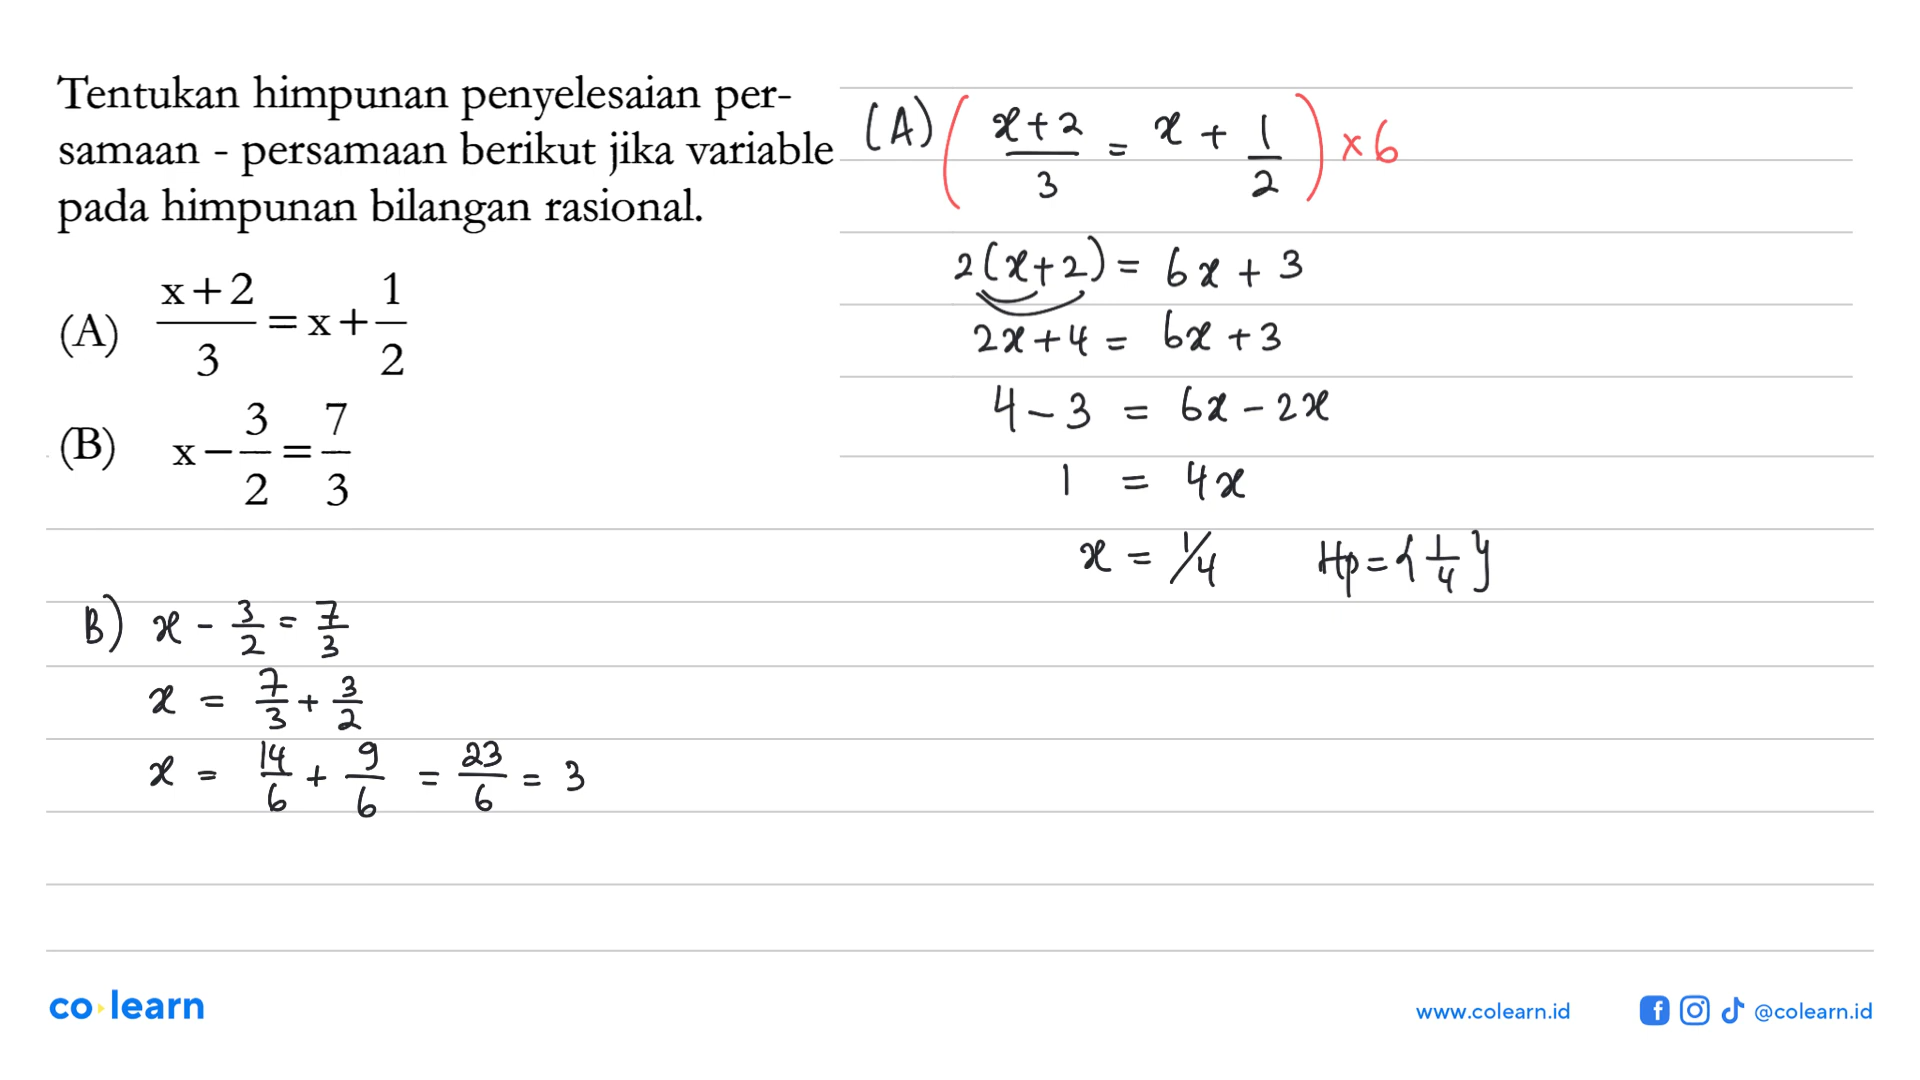 Tentukan himpunan penyelesaian per-
samaan - persamaan berikut jika variable
pada himpunan bilangan rasional.
(A) (x+2)/3 = x + 1/2
(B) x - 3/2 = 7/3
(A) ( (x+2)/3 = x + 1/2 ) × 6
2(x+2) = 6x + 3
2x+4 = 6x + 3
4 - 3 = 6x - 2x
1 = 4x
x = 1/4 Hp = {1/4}
B) x - 3/2 = 7/3
x = 7/3 + 3/2
x = 14/6 + 9/6 = 23/6 = 3
co learn
www.colearn.id
@colearn.id